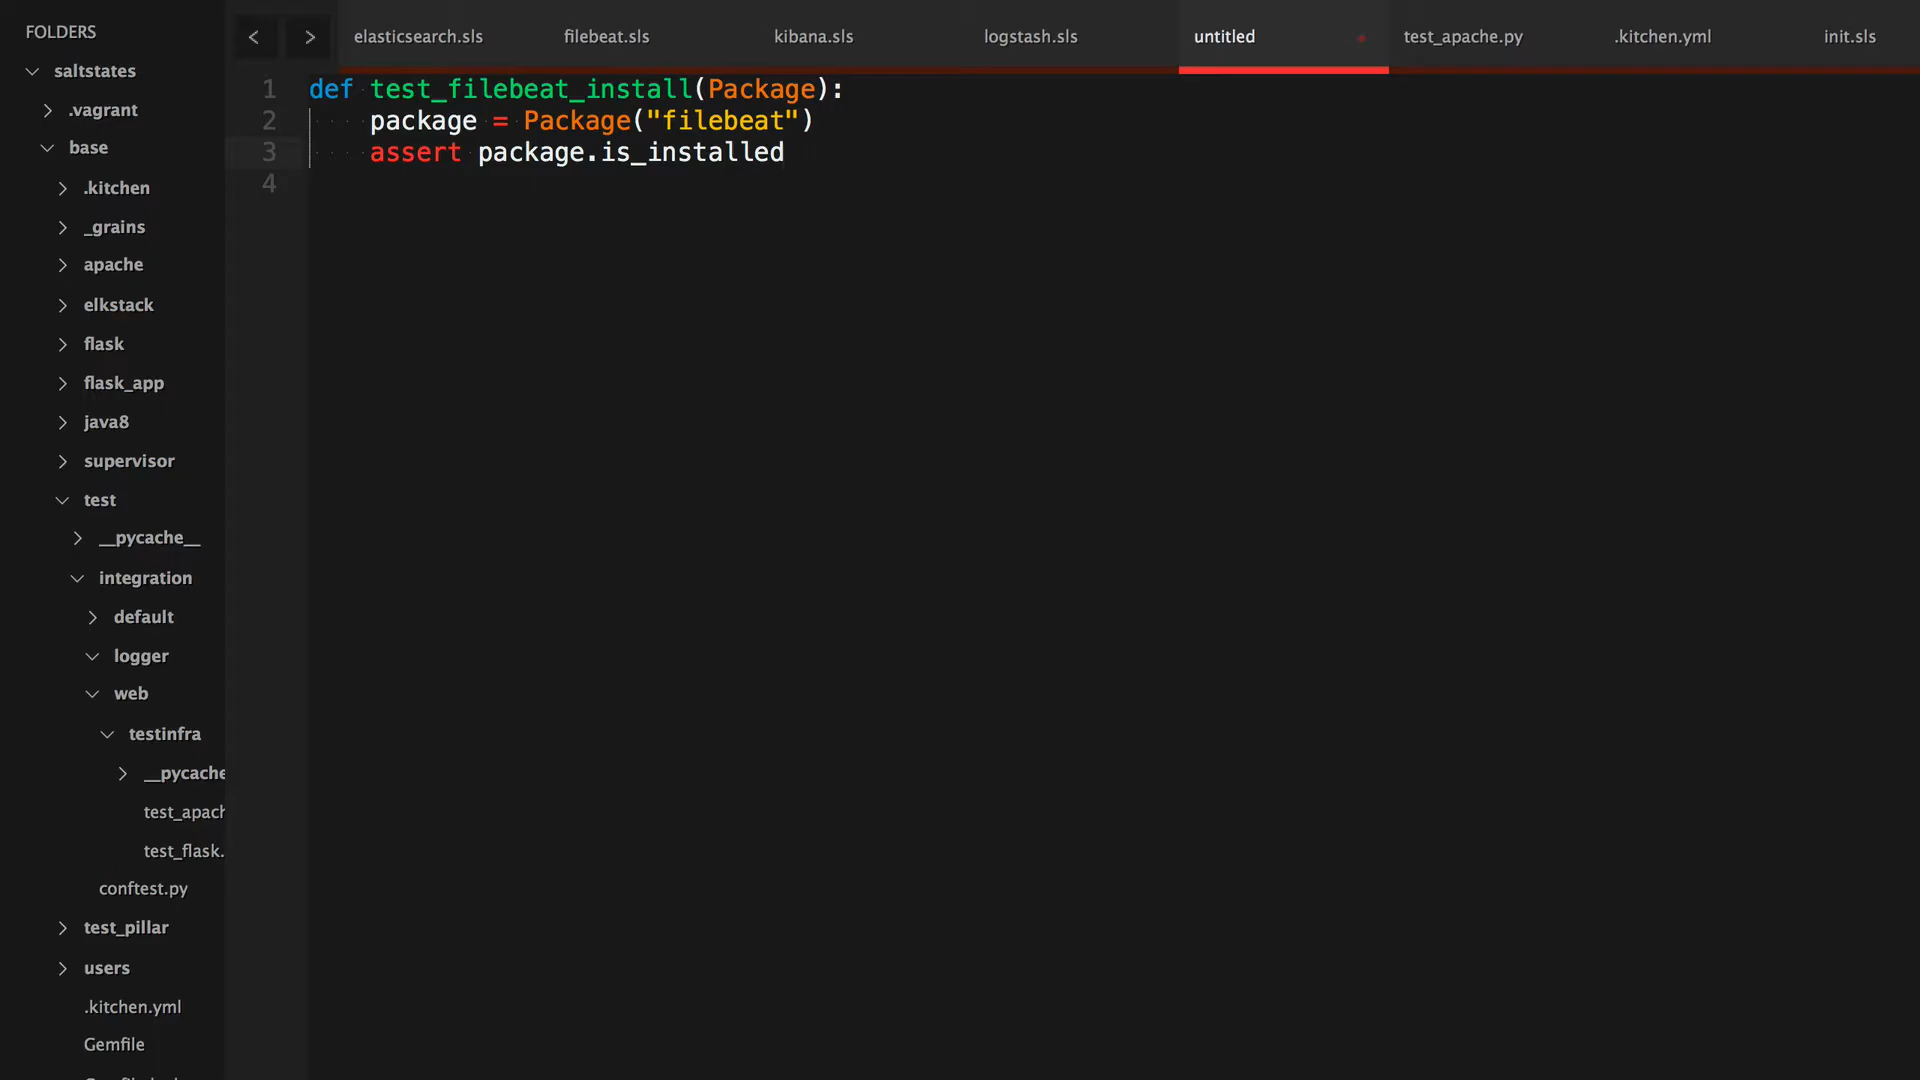 FOLDERS
saltstates
.vagrant
base
.kitchen
_grains
apache
elkstack
flask
flask_app
java8
supervisor
test
__pycache__
integration
default
logger
web
testinfra
__pycache
test_apach
test_flask.
conftest.py
test_pillar
users
.kitchen.yml
Gemfile
< > elasticsearch.sls filebeat.sls kibana.sls logstash.sls untitled test_apache.py .kitchen.yml init.sls
1 def test_filebeat_install(Package):
2 package = Package("filebeat")
3 assert package.is_installed
4